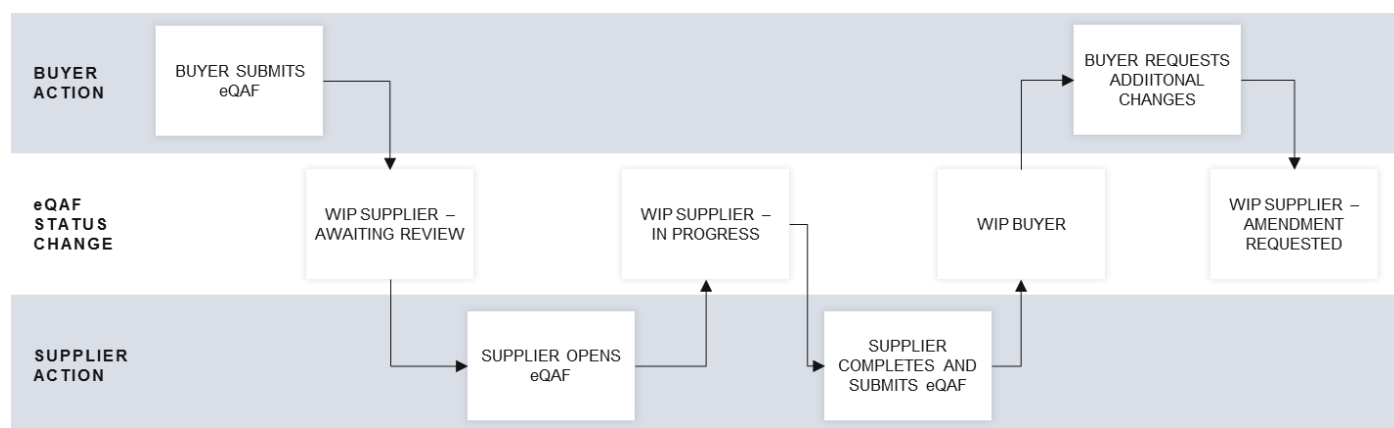 BUYER
ACTION
BUYER SUBMITS
eQAF
BUYER REQUESTS
ADDIITONAL
CHANGES
eQAF
STATUS
CHANGE
WIP SUPPLIER –
AWAITING REVIEW
WIP SUPPLIER –
IN PROGRESS
WIP BUYER
WIP SUPPLIER –
AMENDMENT
REQUESTED
SUPPLIER
ACTION
SUPPLIER OPENS
eQAF
SUPPLIER
COMPLETES AND
SUBMITS eQAF